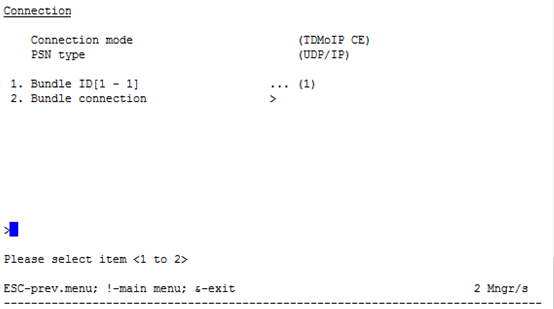 Connection
Connection mode (TDMoIP CE)
PSN type (UDP/IP)
1. Bundle ID[1 - 1] ... (1)
2. Bundle connection >
>
Please select item <1 to 2>
ESC-prev.menu; !-main menu; &-exit 2 Mngr/s
--------------------------------------------------------------------------------